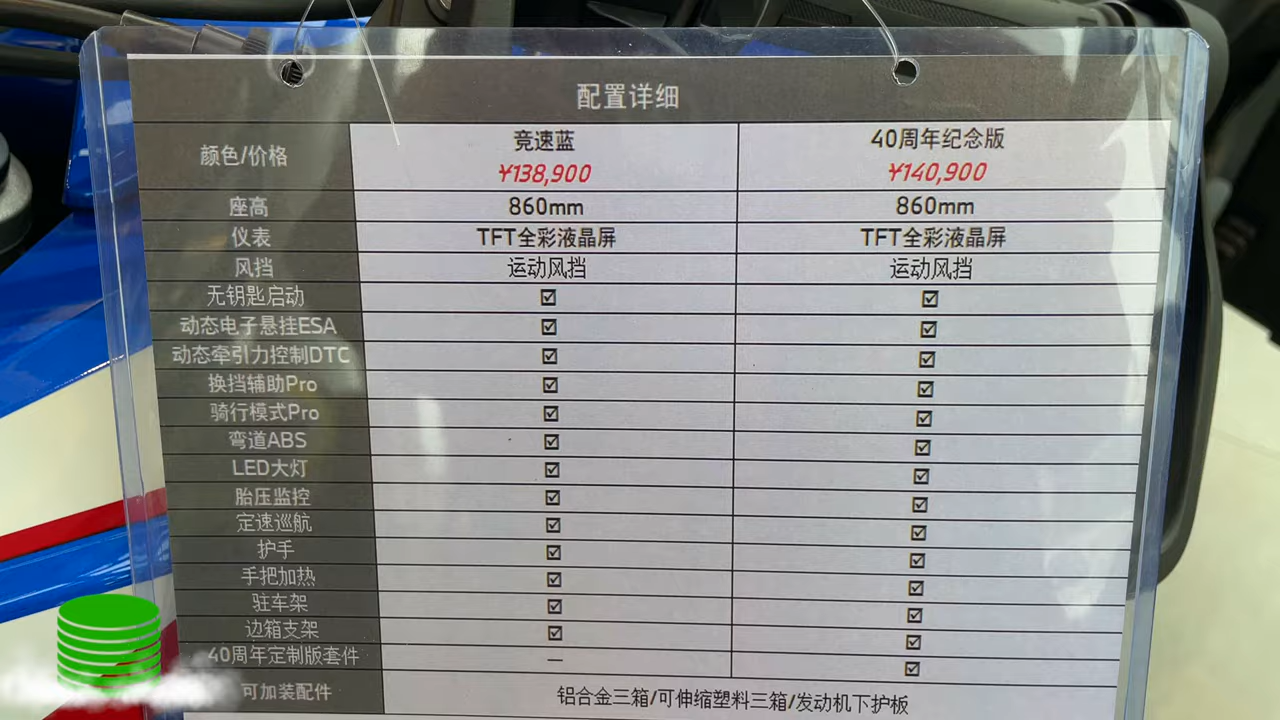 配置详细
颜色/价格 竞速蓝 40周年纪念版
¥138,900 ¥140,900
座高 860mm 860mm
仪表 TFT全彩液晶屏 TFT全彩液晶屏
风挡 运动风挡 运动风挡
无钥匙启动 ☑ ☑
动态电子悬挂ESA ☑ ☑
动态牵引力控制DTC ☑ ☑
换挡辅助Pro ☑ ☑
骑行模式Pro ☑ ☑
弯道ABS ☑ ☑
LED大灯 ☑ ☑
胎压监控 ☑ ☑
定速巡航 ☑ ☑
护手 ☑ ☑
手把加热 ☑ ☑
驻车架 ☑ ☑
边箱支架 ☑ ☑
40周年定制版套件 — ☑
可加装配件 铝合金三箱/可伸缩塑料三箱/发动机下护板